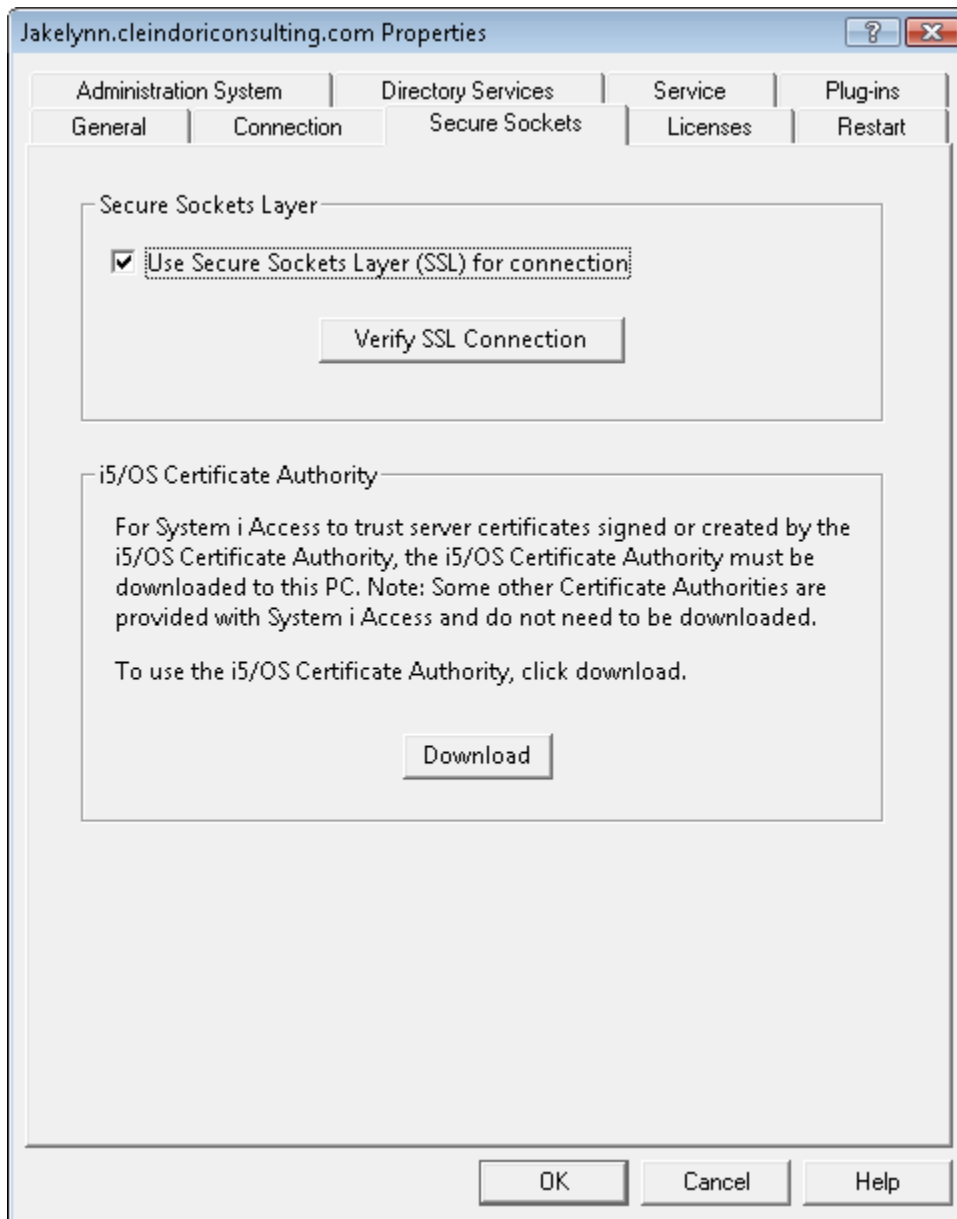 Jakelynn.cleindoriconsulting.com Properties
Administration System Directory Services Service Plug-ins
General Connection Secure Sockets Licenses Restart
Secure Sockets Layer
Use Secure Sockets Layer (SSL) for connection
Verify SSL Connection
i5/OS Certificate Authority
For System i Access to trust server certificates signed or created by the
i5/OS Certificate Authority, the i5/OS Certificate Authority must be
downloaded to this PC. Note: Some other Certificate Authorities are
provided with System i Access and do not need to be downloaded.
To use the i5/OS Certificate Authority, click download.
Download
OK Cancel Help